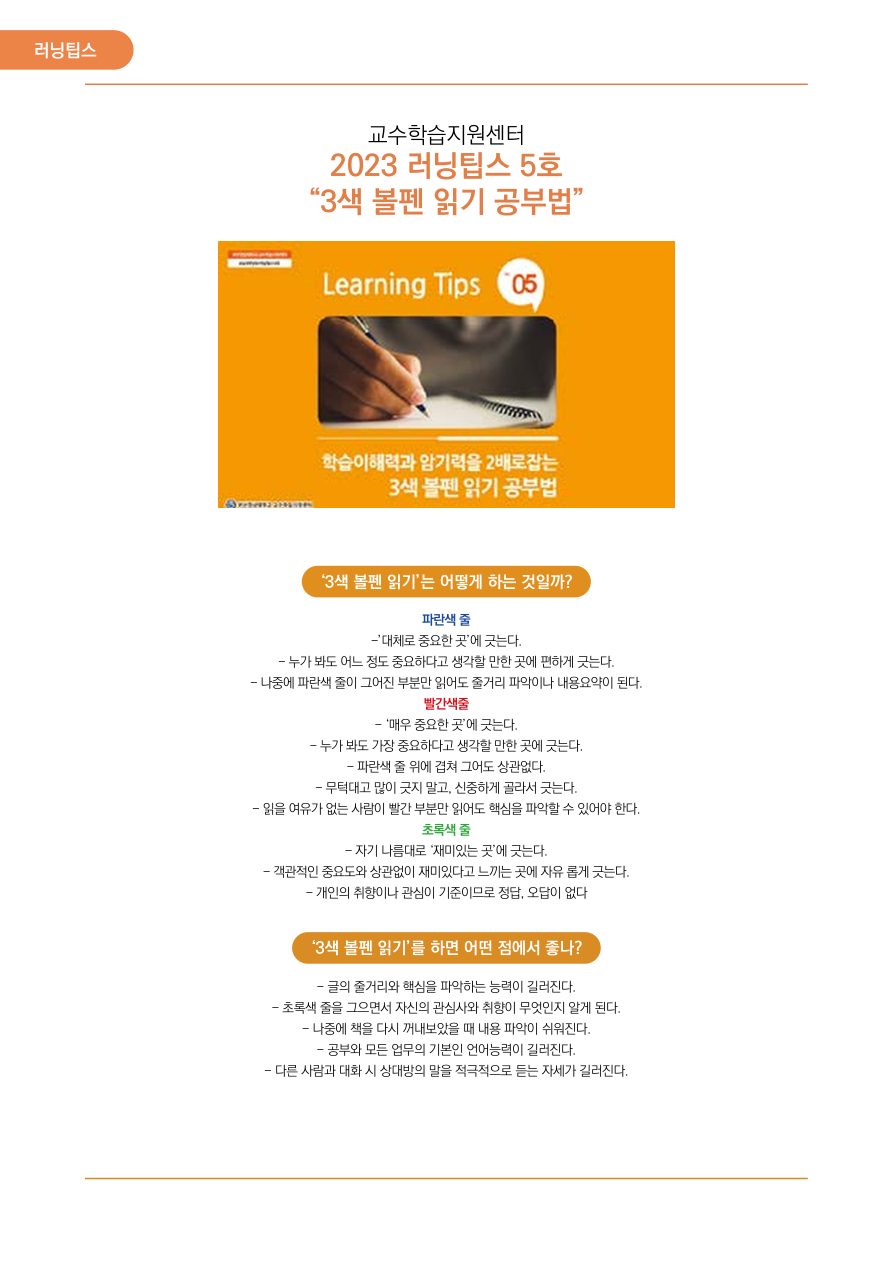 러닝팁스
교수학습지원센터
2023 러닝팁스 5호
“3색 볼펜 읽기 공부법”
Learning Tips 05
학습이해력과 암기력을 2배로잡는
3색 볼펜 읽기 공부법
‘3색 볼펜 읽기’는 어떻게 하는 것일까?
파란색 줄
-’대체로 중요한 곳’에 긋는다.
- 누가 봐도 어느 정도 중요하다고 생각할 만한 곳에 편하게 긋는다.
- 나중에 파란색 줄이 그어진 부분만 읽어도 줄거리 파악이나 내용요약이 된다.
빨간색줄
- ‘매우 중요한 곳’에 긋는다.
- 누가 봐도 가장 중요하다고 생각할 만한 곳에 긋는다.
- 파란색 줄 위에 겹쳐 그어도 상관없다.
- 무턱대고 많이 긋지 말고, 신중하게 골라서 긋는다.
- 읽을 여유가 없는 사람이 빨간 부분만 읽어도 핵심을 파악할 수 있어야 한다.
초록색 줄
- 자기 나름대로 ‘재미있는 곳’에 긋는다.
- 객관적인 중요도와 상관없이 재미있다고 느끼는 곳에 자유 롭게 긋는다.
- 개인의 취향이나 관심이 기준이므로 정답, 오답이 없다
‘3색 볼펜 읽기’를 하면 어떤 점에서 좋나?
- 글의 줄거리와 핵심을 파악하는 능력이 길러진다.
- 초록색 줄을 그으면서 자신의 관심사와 취향이 무엇인지 알게 된다.
- 나중에 책을 다시 꺼내보았을 때 내용 파악이 쉬워진다.
- 공부와 모든 업무의 기본인 언어능력이 길러진다.
- 다른 사람과 대화 시 상대방의 말을 적극적으로 듣는 자세가 길러진다.